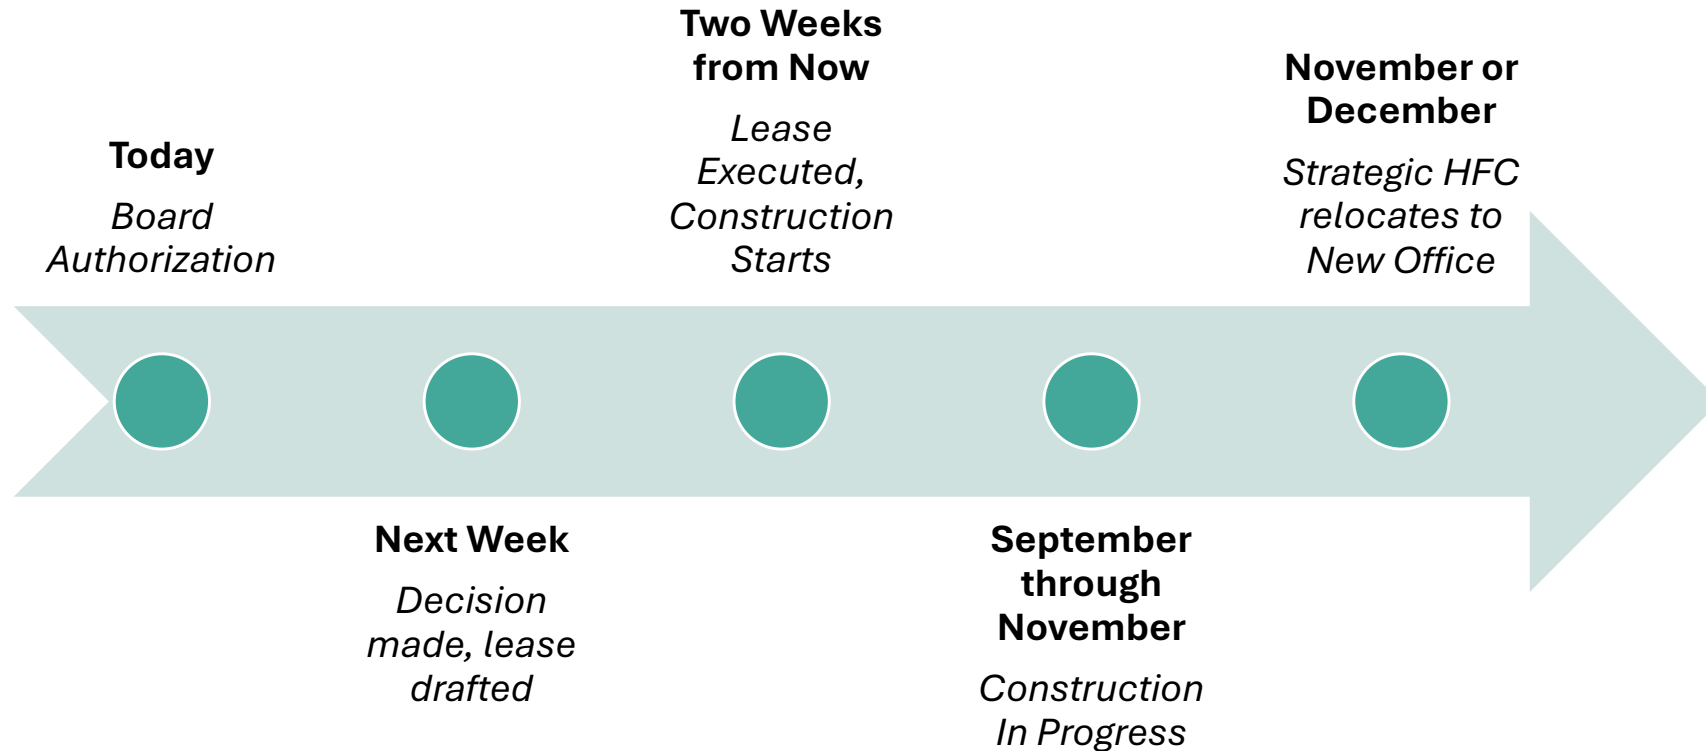 Today
Board
Authorization
Next Week
Decision
made, lease
drafted
Two Weeks
from Now
Lease
Executed,
Construction
Starts
September
through
November
Construction
In Progress
November or
December
Strategic HFC
relocates to
New Office